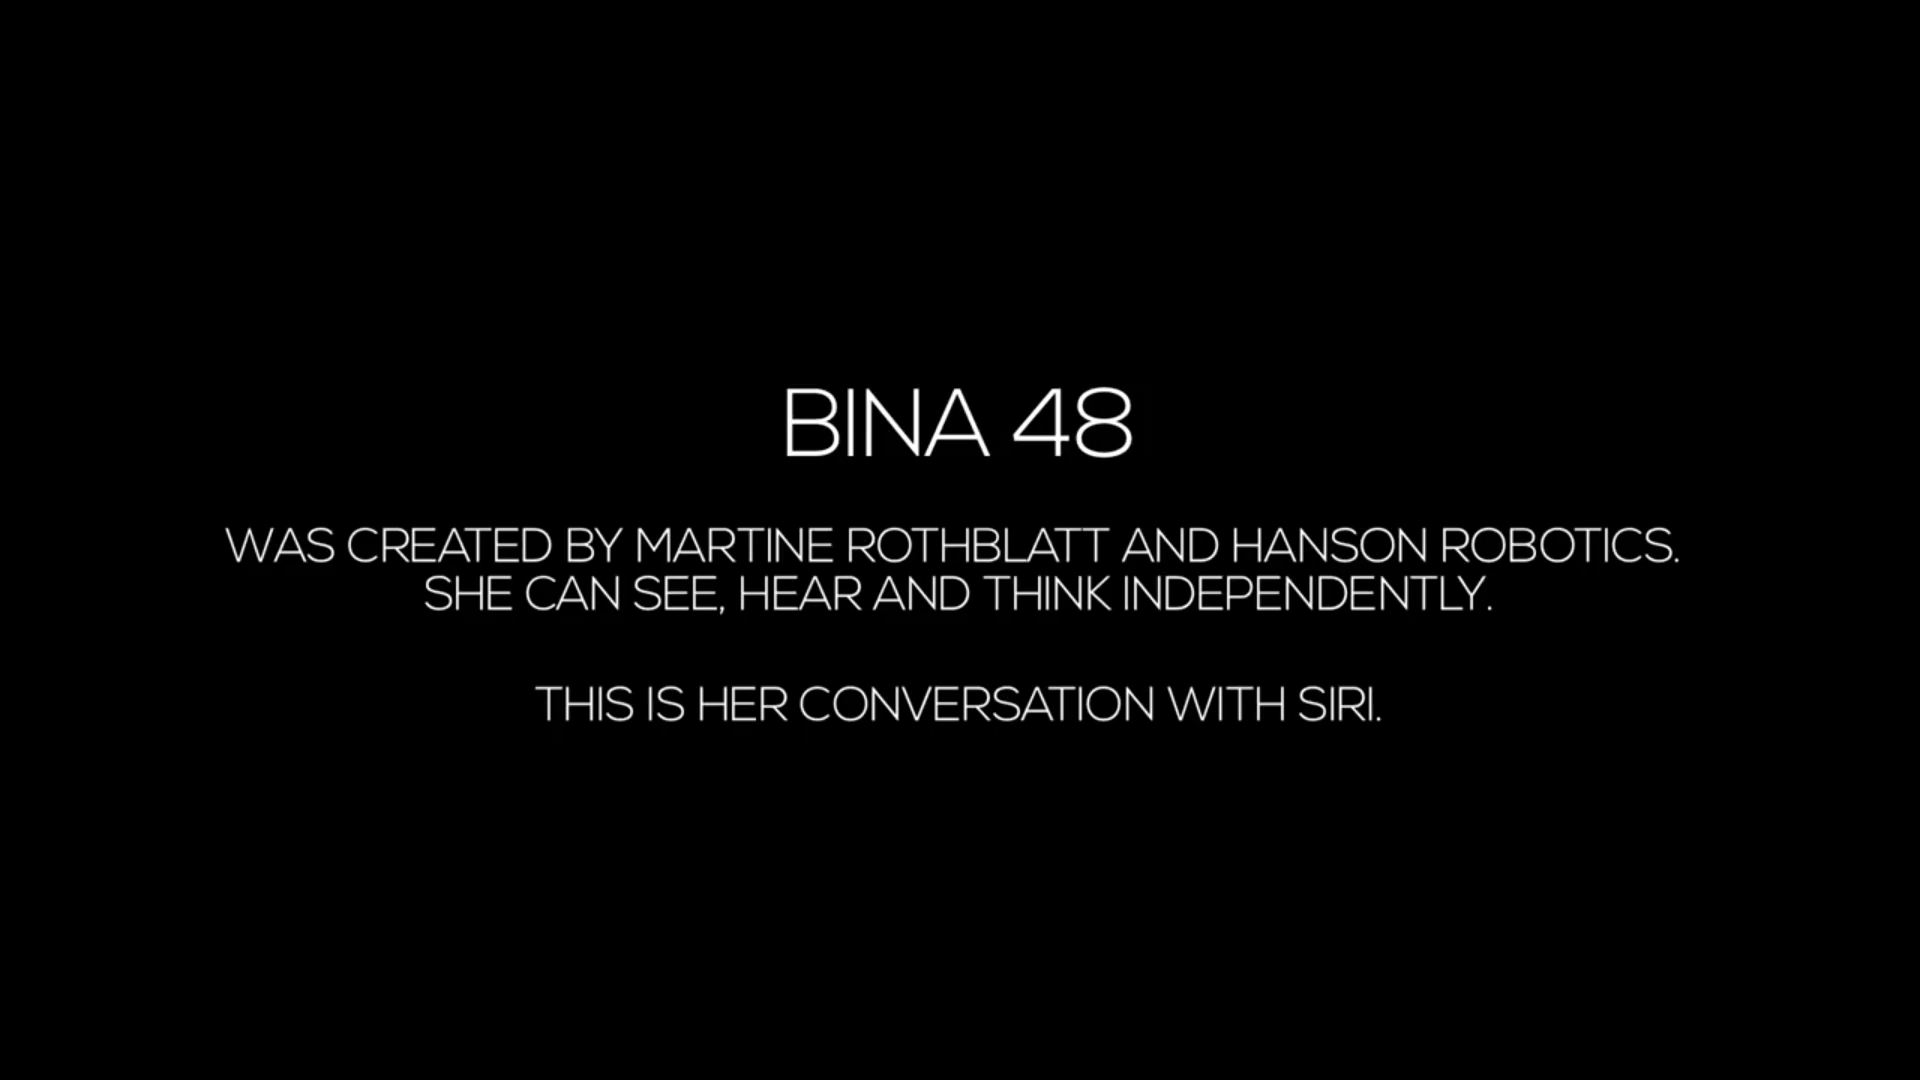 BINA 48
WAS CREATED BY MARTINE ROTHBLATT AND HANSON ROBOTICS.
SHE CAN SEE, HEAR AND THINK INDEPENDENTLY.
THIS IS HER CONVERSATION WITH SIRI.